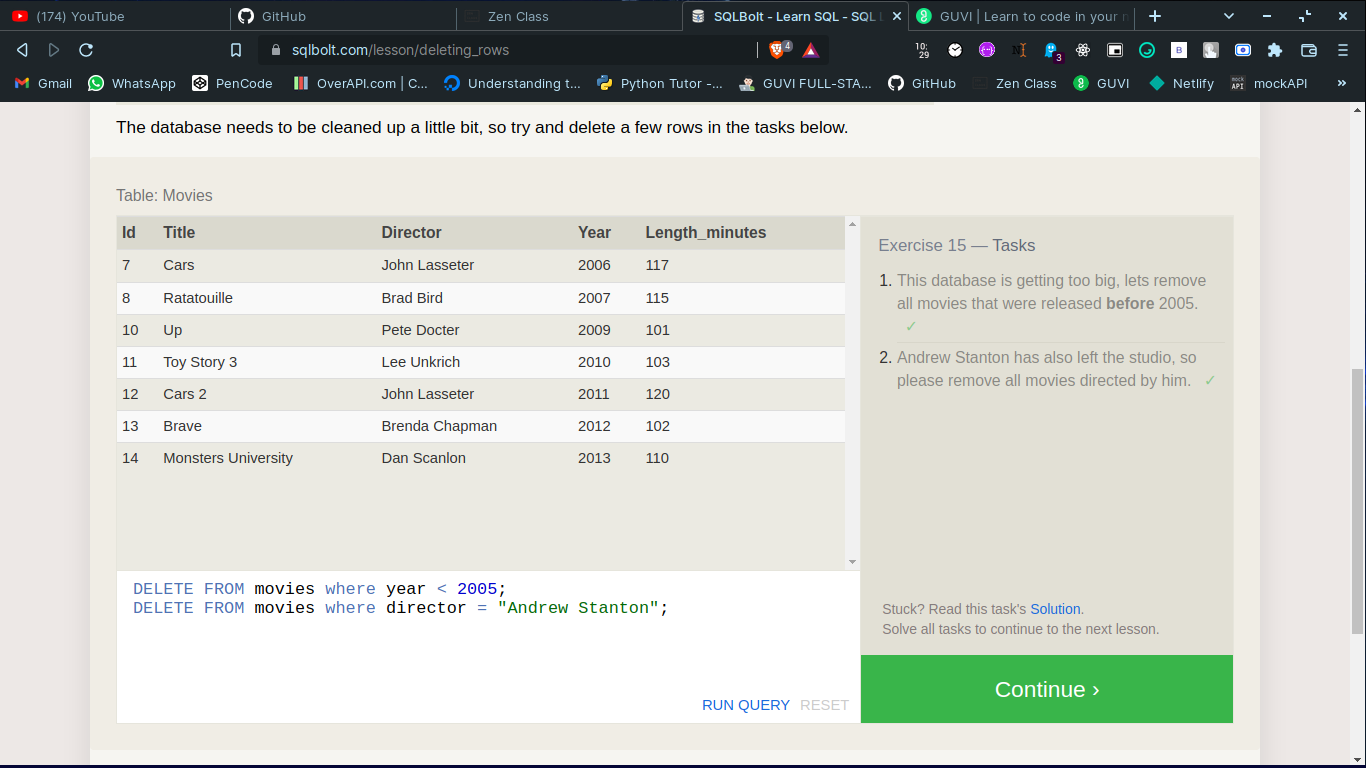 (174) YouTube
GitHub
Zen Class
SQLBolt - Learn SQL - SQL L
GUVI | Learn to code in your n
sqlbolt.com/lesson/deleting_rows
4
10:
29
3
B
Gmail
WhatsApp
PenCode
OverAPI.com | C...
Understanding t...
Python Tutor -...
GUVI FULL-STA...
GitHub
Zen Class
GUVI
Netlify
mock
API
mockAPI
»
The database needs to be cleaned up a little bit, so try and delete a few rows in the tasks below.
Table: Movies
Id Title Director Year Length_minutes
7 Cars John Lasseter 2006 117
8 Ratatouille Brad Bird 2007 115
10 Up Pete Docter 2009 101
11 Toy Story 3 Lee Unkrich 2010 103
12 Cars 2 John Lasseter 2011 120
13 Brave Brenda Chapman 2012 102
14 Monsters University Dan Scanlon 2013 110
DELETE FROM movies where year < 2005;
DELETE FROM movies where director = "Andrew Stanton";
RUN QUERY RESET
Exercise 15 — Tasks
1. This database is getting too big, lets remove
all movies that were released before 2005.
✓
2. Andrew Stanton has also left the studio, so
please remove all movies directed by him. ✓
Stuck? Read this task's Solution.
Solve all tasks to continue to the next lesson.
Continue ›